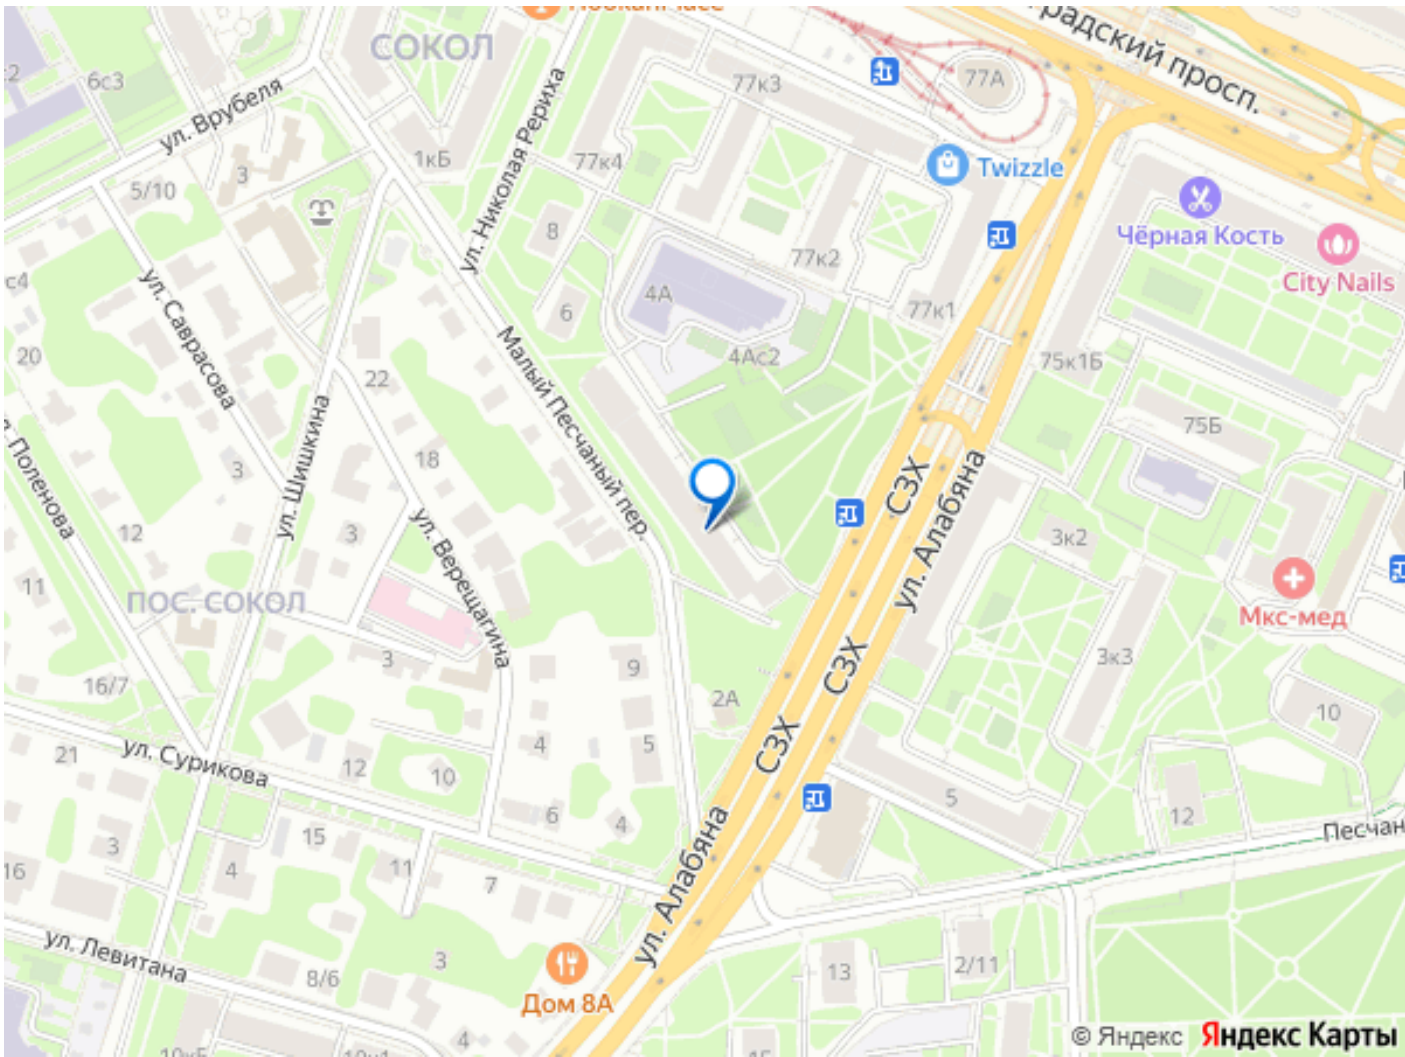 СОКОЛ
77к3
77А
градский просп.
6с3
ул. Врубеля
1кБ
ул. Николая Рериха
77к4
Twizzle
3
5/10
8
77к2
Чёрная Кость
City Nails
с4
ул. Саврасова
4А
6
77к1
20
22
Малый Песчаный пер.
4Ас2
75к1Б
75Б
ул. Шишкина
18
3
Поленова
12
3
ул. Верещагина
СЗХ
ул. Алабяна
3к2
11
ПОС. СОКОЛ
Мкс-мед
3
9
СЗХ
3к3
16/7
2А
10
21
ул. Сурикова
12
10
4
5
СЗХ
5
12
6
4
15
3
4
11
7
16
Песчан
ул. Алабяна
ул. Левитана
8/6
3
Дом 8А
13
2/11
4
© Яндекс Яндекс Карты